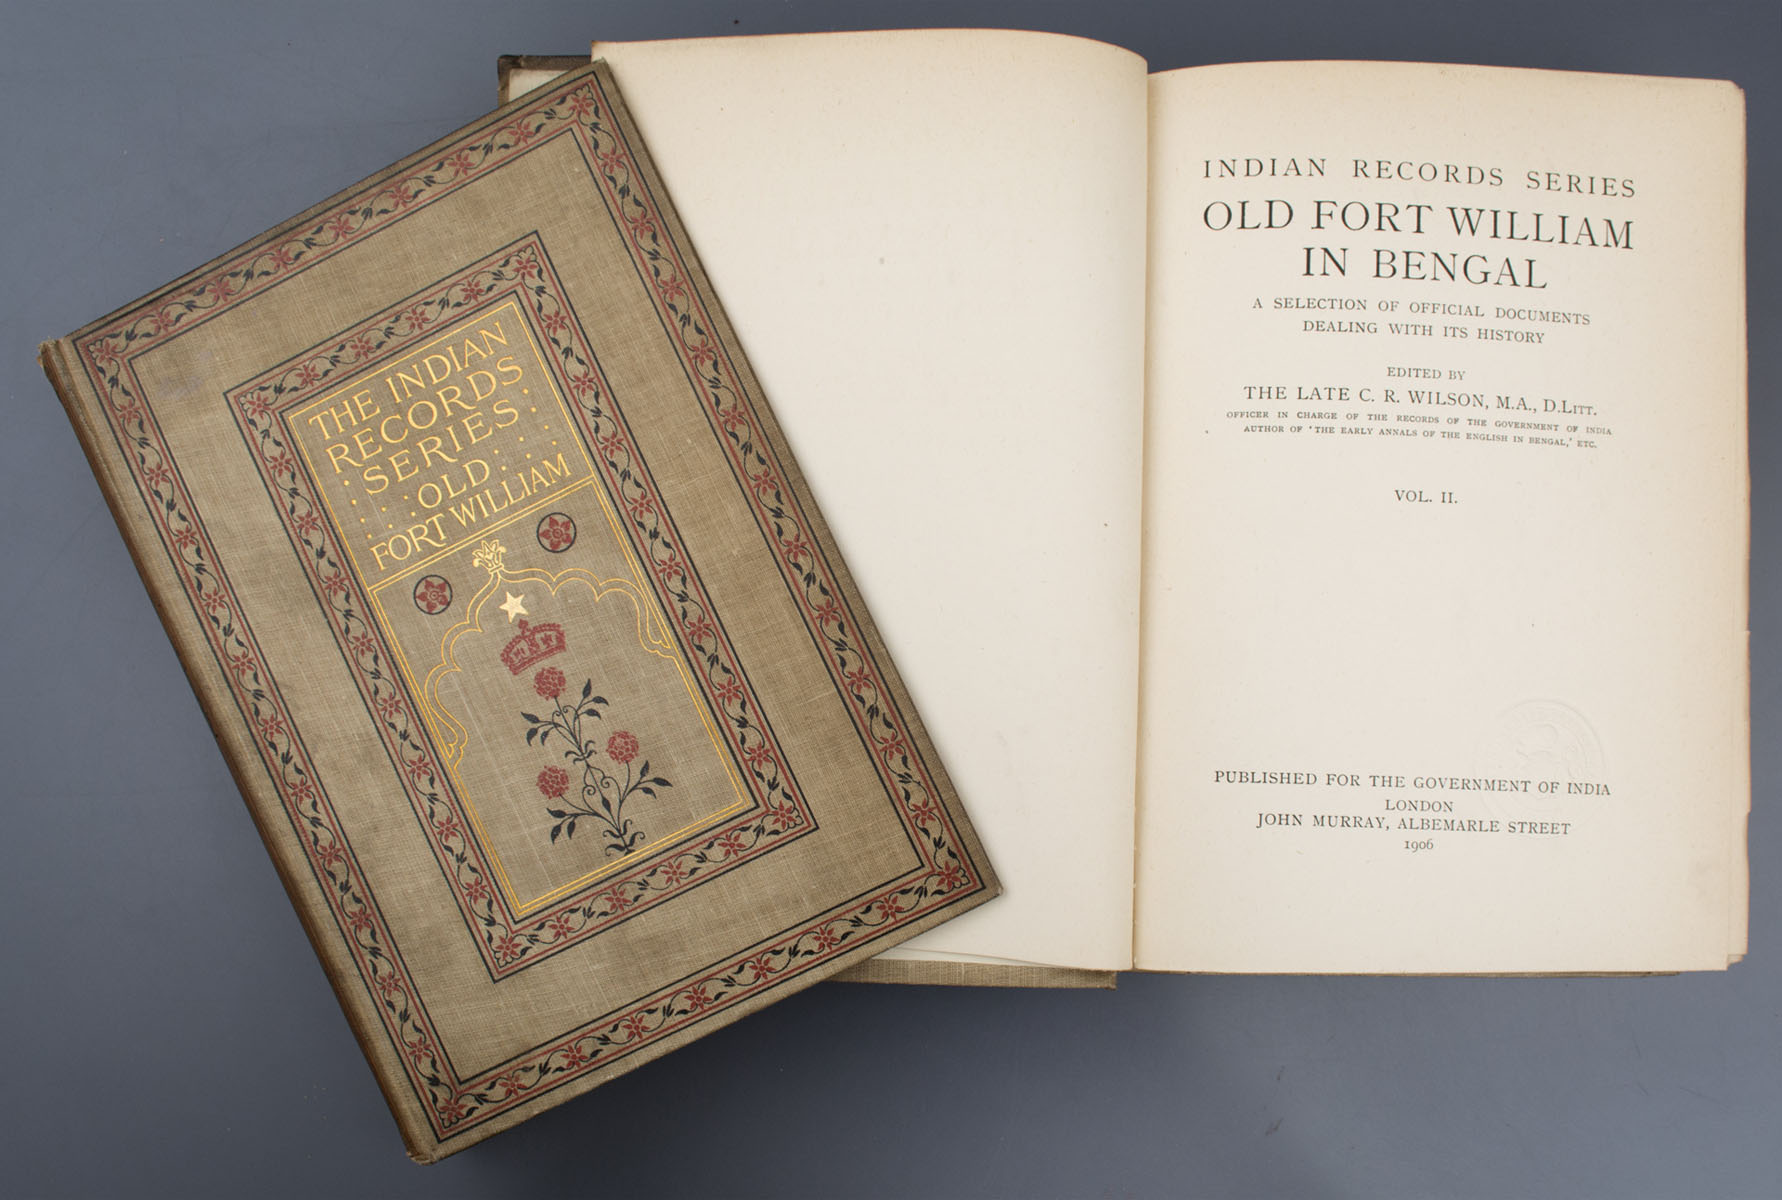 THE INDIAN
RECORDS
SERIES
OLD
FORT WILLIAM
INDIAN RECORDS SERIES
OLD FORT WILLIAM
IN BENGAL
A SELECTION OF OFFICIAL DOCUMENTS
DEALING WITH ITS HISTORY
EDITED BY
THE LATE C. R. WILSON, M.A., D.LITT.
OFFICER IN CHARGE OF THE RECORDS OF THE GOVERNMENT OF INDIA
AUTHOR OF 'THE EARLY ANNALS OF THE ENGLISH IN BENGAL,' ETC.
VOL. II.
PUBLISHED FOR THE GOVERNMENT OF INDIA
LONDON
JOHN MURRAY, ALBEMARLE STREET
1906